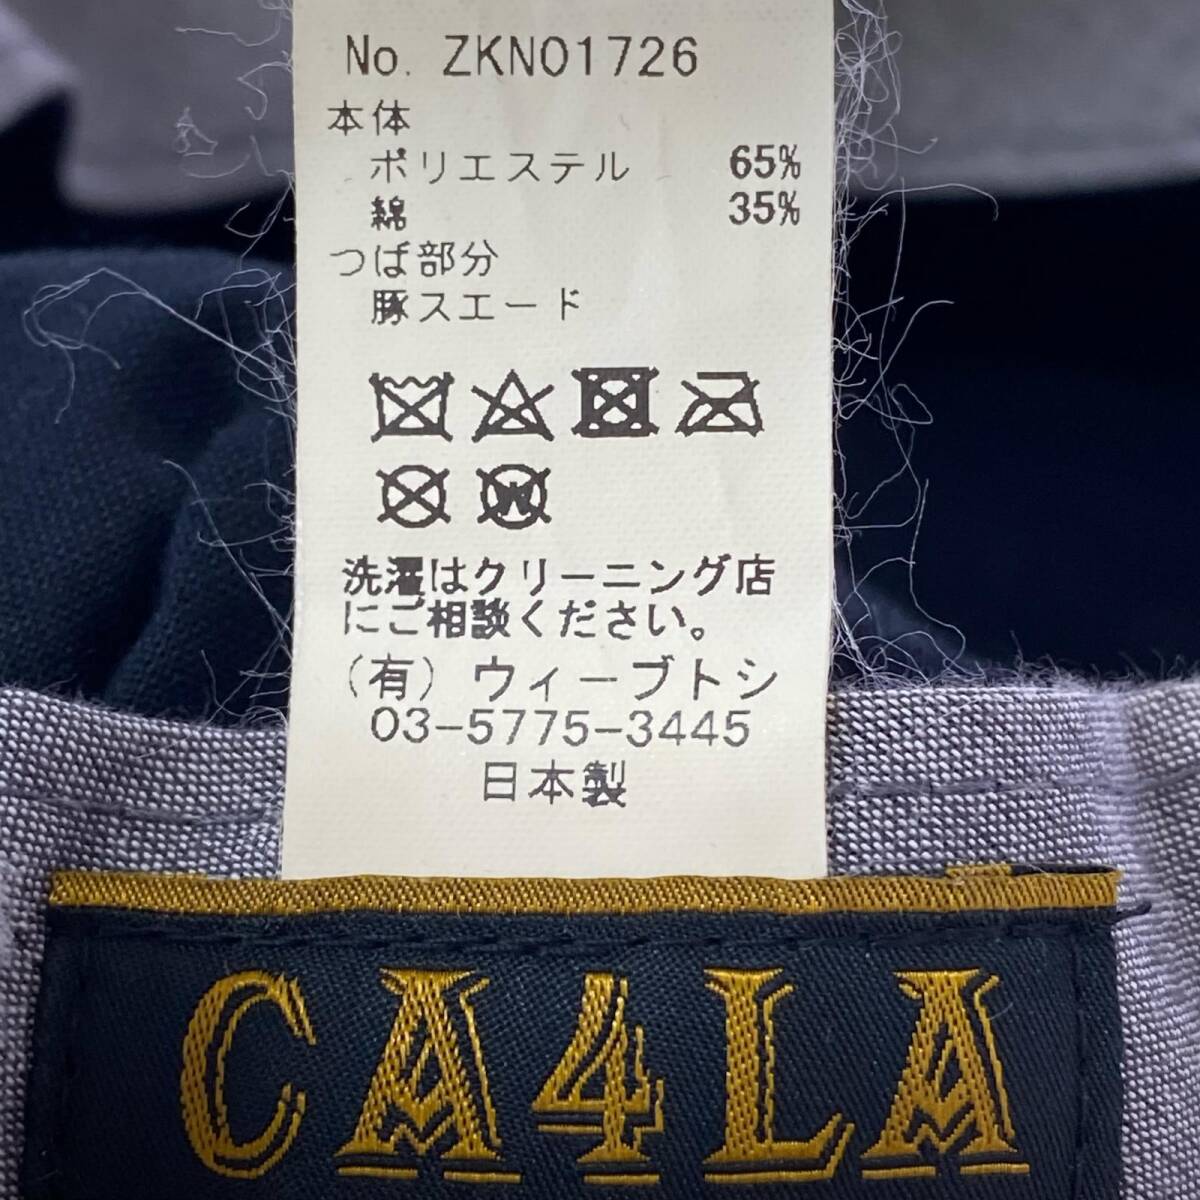 No. ZKN01726
本体
ポリエステル 65%
綿 35%
つば部分
豚スエード
W
洗濯はクリーニング店
にご相談ください。
(有)ウィーブトシ
03-5775-3445
日本製
CA4LA